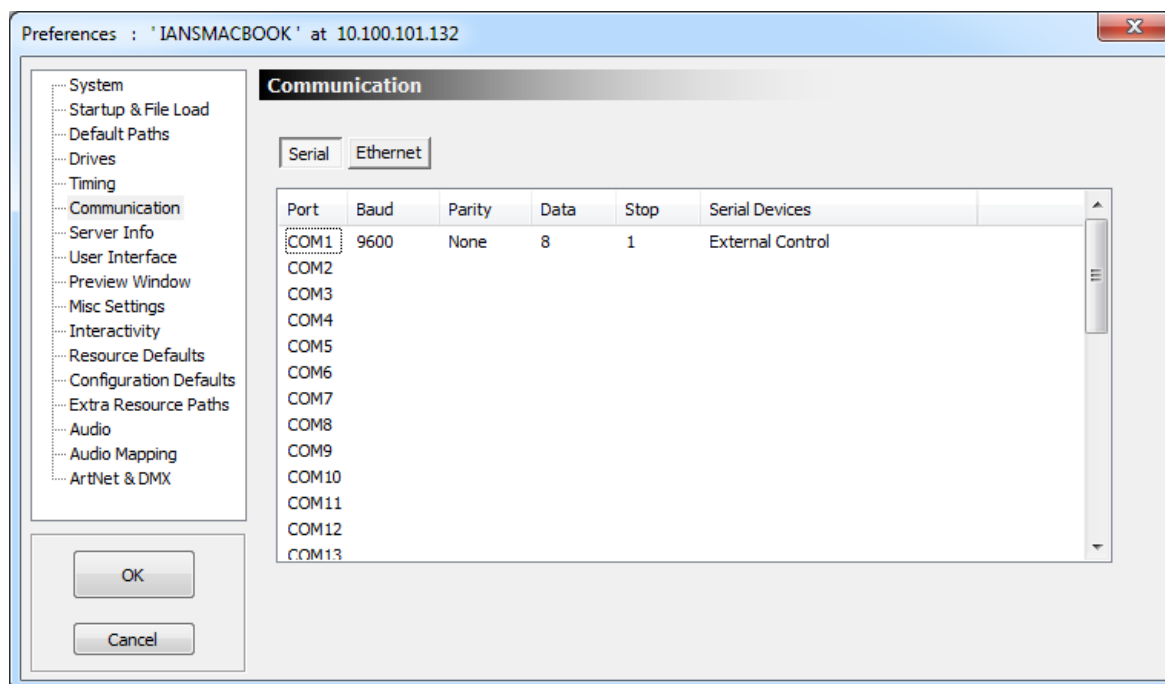 Preferences : ' IANSMACBOOK ' at 10.100.101.132
System
Startup & File Load
Default Paths
Drives
Timing
Communication
Server Info
User Interface
Preview Window
Misc Settings
Interactivity
Resource Defaults
Configuration Defaults
Extra Resource Paths
Audio
Audio Mapping
ArtNet & DMX
OK
Cancel
Communication
Serial Ethernet
Port Baud Parity Data Stop Serial Devices
COM1 9600 None 8 1 External Control
COM2
COM3
COM4
COM5
COM6
COM7
COM8
COM9
COM10
COM11
COM12
COM13